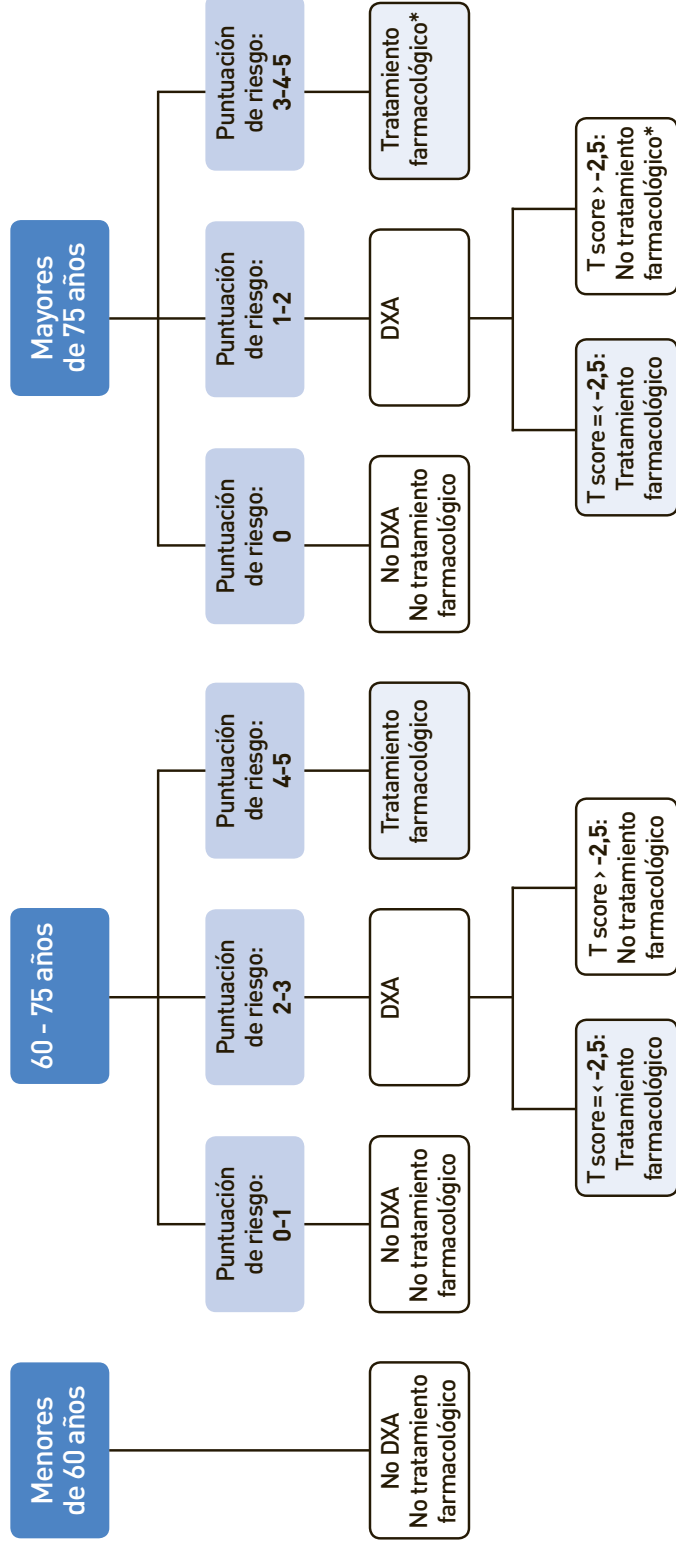 Menores
de 60 años
No DXA
No tratamiento
farmacológico
60 - 75 años
Puntuación
de riesgo:
0-1
No DXA
No tratamiento
farmacológico
Puntuación
de riesgo:
2-3
DXA
T score =< -2,5:
Tratamiento
farmacológico
T score > -2,5:
No tratamiento
farmacológico
Puntuación
de riesgo:
4-5
Tratamiento
farmacológico
Mayores
de 75 años
Puntuación
de riesgo:
0
No DXA
No tratamiento
farmacológico
Puntuación
de riesgo:
1-2
DXA
T score =< -2,5:
Tratamiento
farmacológico
T score > -2,5:
No tratamiento
farmacológico*
Puntuación
de riesgo:
3-4-5
Tratamiento
farmacológico*